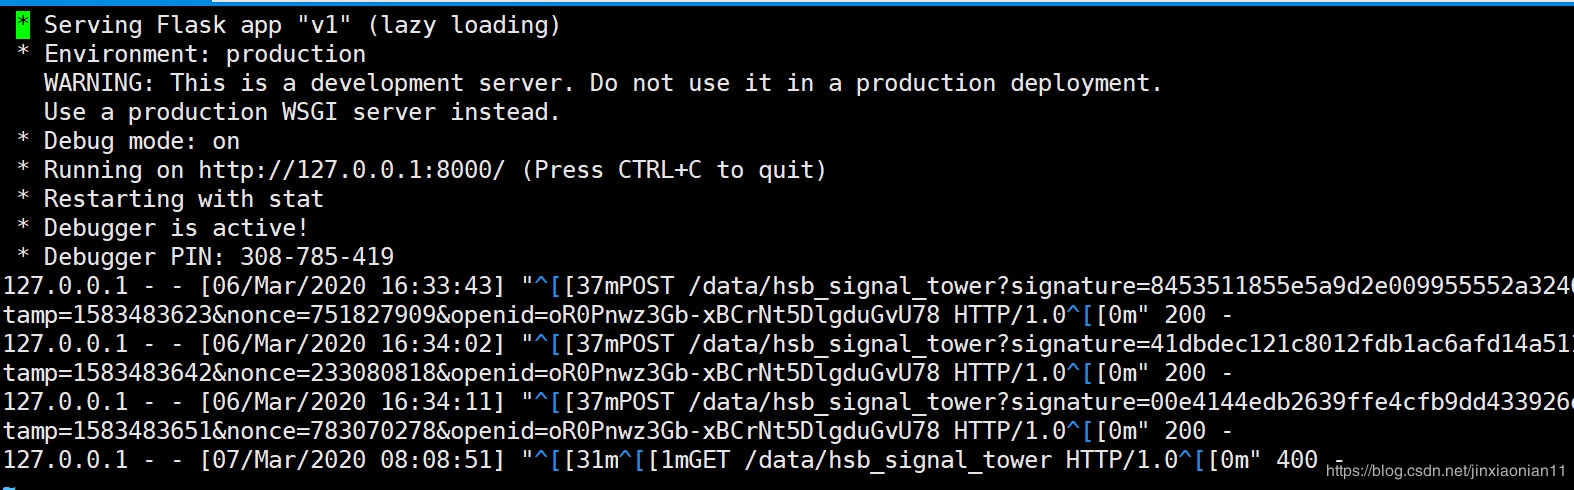 * Serving Flask app "v1" (lazy loading)
* Environment: production
WARNING: This is a development server. Do not use it in a production deployment.
Use a production WSGI server instead.
* Debug mode: on
* Running on http://127.0.0.1:8000/ (Press CTRL+C to quit)
* Restarting with stat
* Debugger is active!
* Debugger PIN: 308-785-419
127.0.0.1 - - [06/Mar/2020 16:33:43] "^[[37mPOST /data/hsb_signal_tower?signature=8453511855e5a9d2e009955552a3240
tamp=1583483623&nonce=751827909&openid=oR0Pnwz3Gb-xBCrNt5DlgduGvU78 HTTP/1.0^[[0m" 200 -
127.0.0.1 - - [06/Mar/2020 16:34:02] "^[[37mPOST /data/hsb_signal_tower?signature=41dbdec121c8012fdb1ac6afd14a511
tamp=1583483642&nonce=233080818&openid=oR0Pnwz3Gb-xBCrNt5DlgduGvU78 HTTP/1.0^[[0m" 200 -
127.0.0.1 - - [06/Mar/2020 16:34:11] "^[[37mPOST /data/hsb_signal_tower?signature=00e4144edb2639ffe4cfb9dd433926
tamp=1583483651&nonce=783070278&openid=oR0Pnwz3Gb-xBCrNt5DlgduGvU78 HTTP/1.0^[[0m" 200 -
127.0.0.1 - - [07/Mar/2020 08:08:51] "^[[31m^[[1mGET /data/hsb_signal_tower HTTP/1.0^[[0m" 400 -
https://blog.csdn.net/jinxiaonian11
~